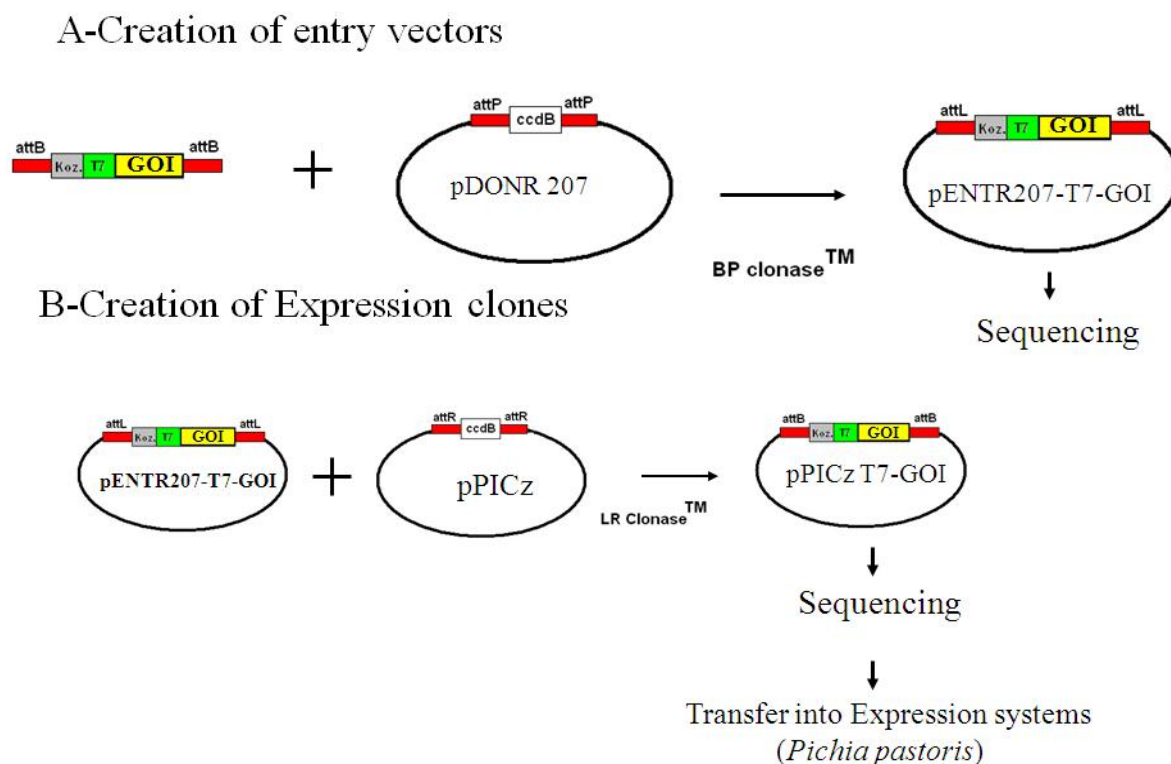 A-Creation of entry vectors
attP attP
ccdB
attL attL
Koz. T7 GOI
attB attB
Koz. T7 GOI
+
pDONR 207
pENTR207-T7-GOI
BP clonase™
B-Creation of Expression clones
Sequencing
attL attL
Koz. T7 GOI
attR attR
ccdB
attB attB
Koz. T7 GOI
pENTR207-T7-GOI
+
pPICz
pPICz T7-GOI
LR Clonase™
Sequencing
Transfer into Expression systems
(Pichia pastoris)